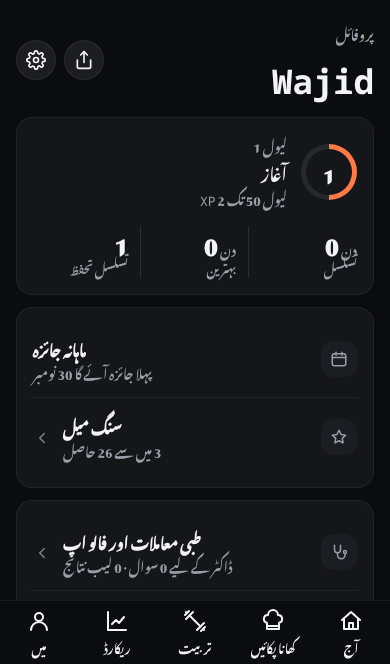 پروفائل
Wajid
لیول 1
1
آغاز
لیول 2 تک 50 XP
0 دن
تسلسل
0 دن
بہترین
1
تسلسل تحفظ
ماہانہ جائزہ
پہلا جائزہ آئے گا 30 نومبر
سنگ میل
26 میں سے 3 حاصل
طبی معاملات اور فالو اپ
ڈاکٹر کے لیے 0 سوال · 0 لیب نتائج
آج
کھانا پکائیں
تربیت
ریکارڈ
میں